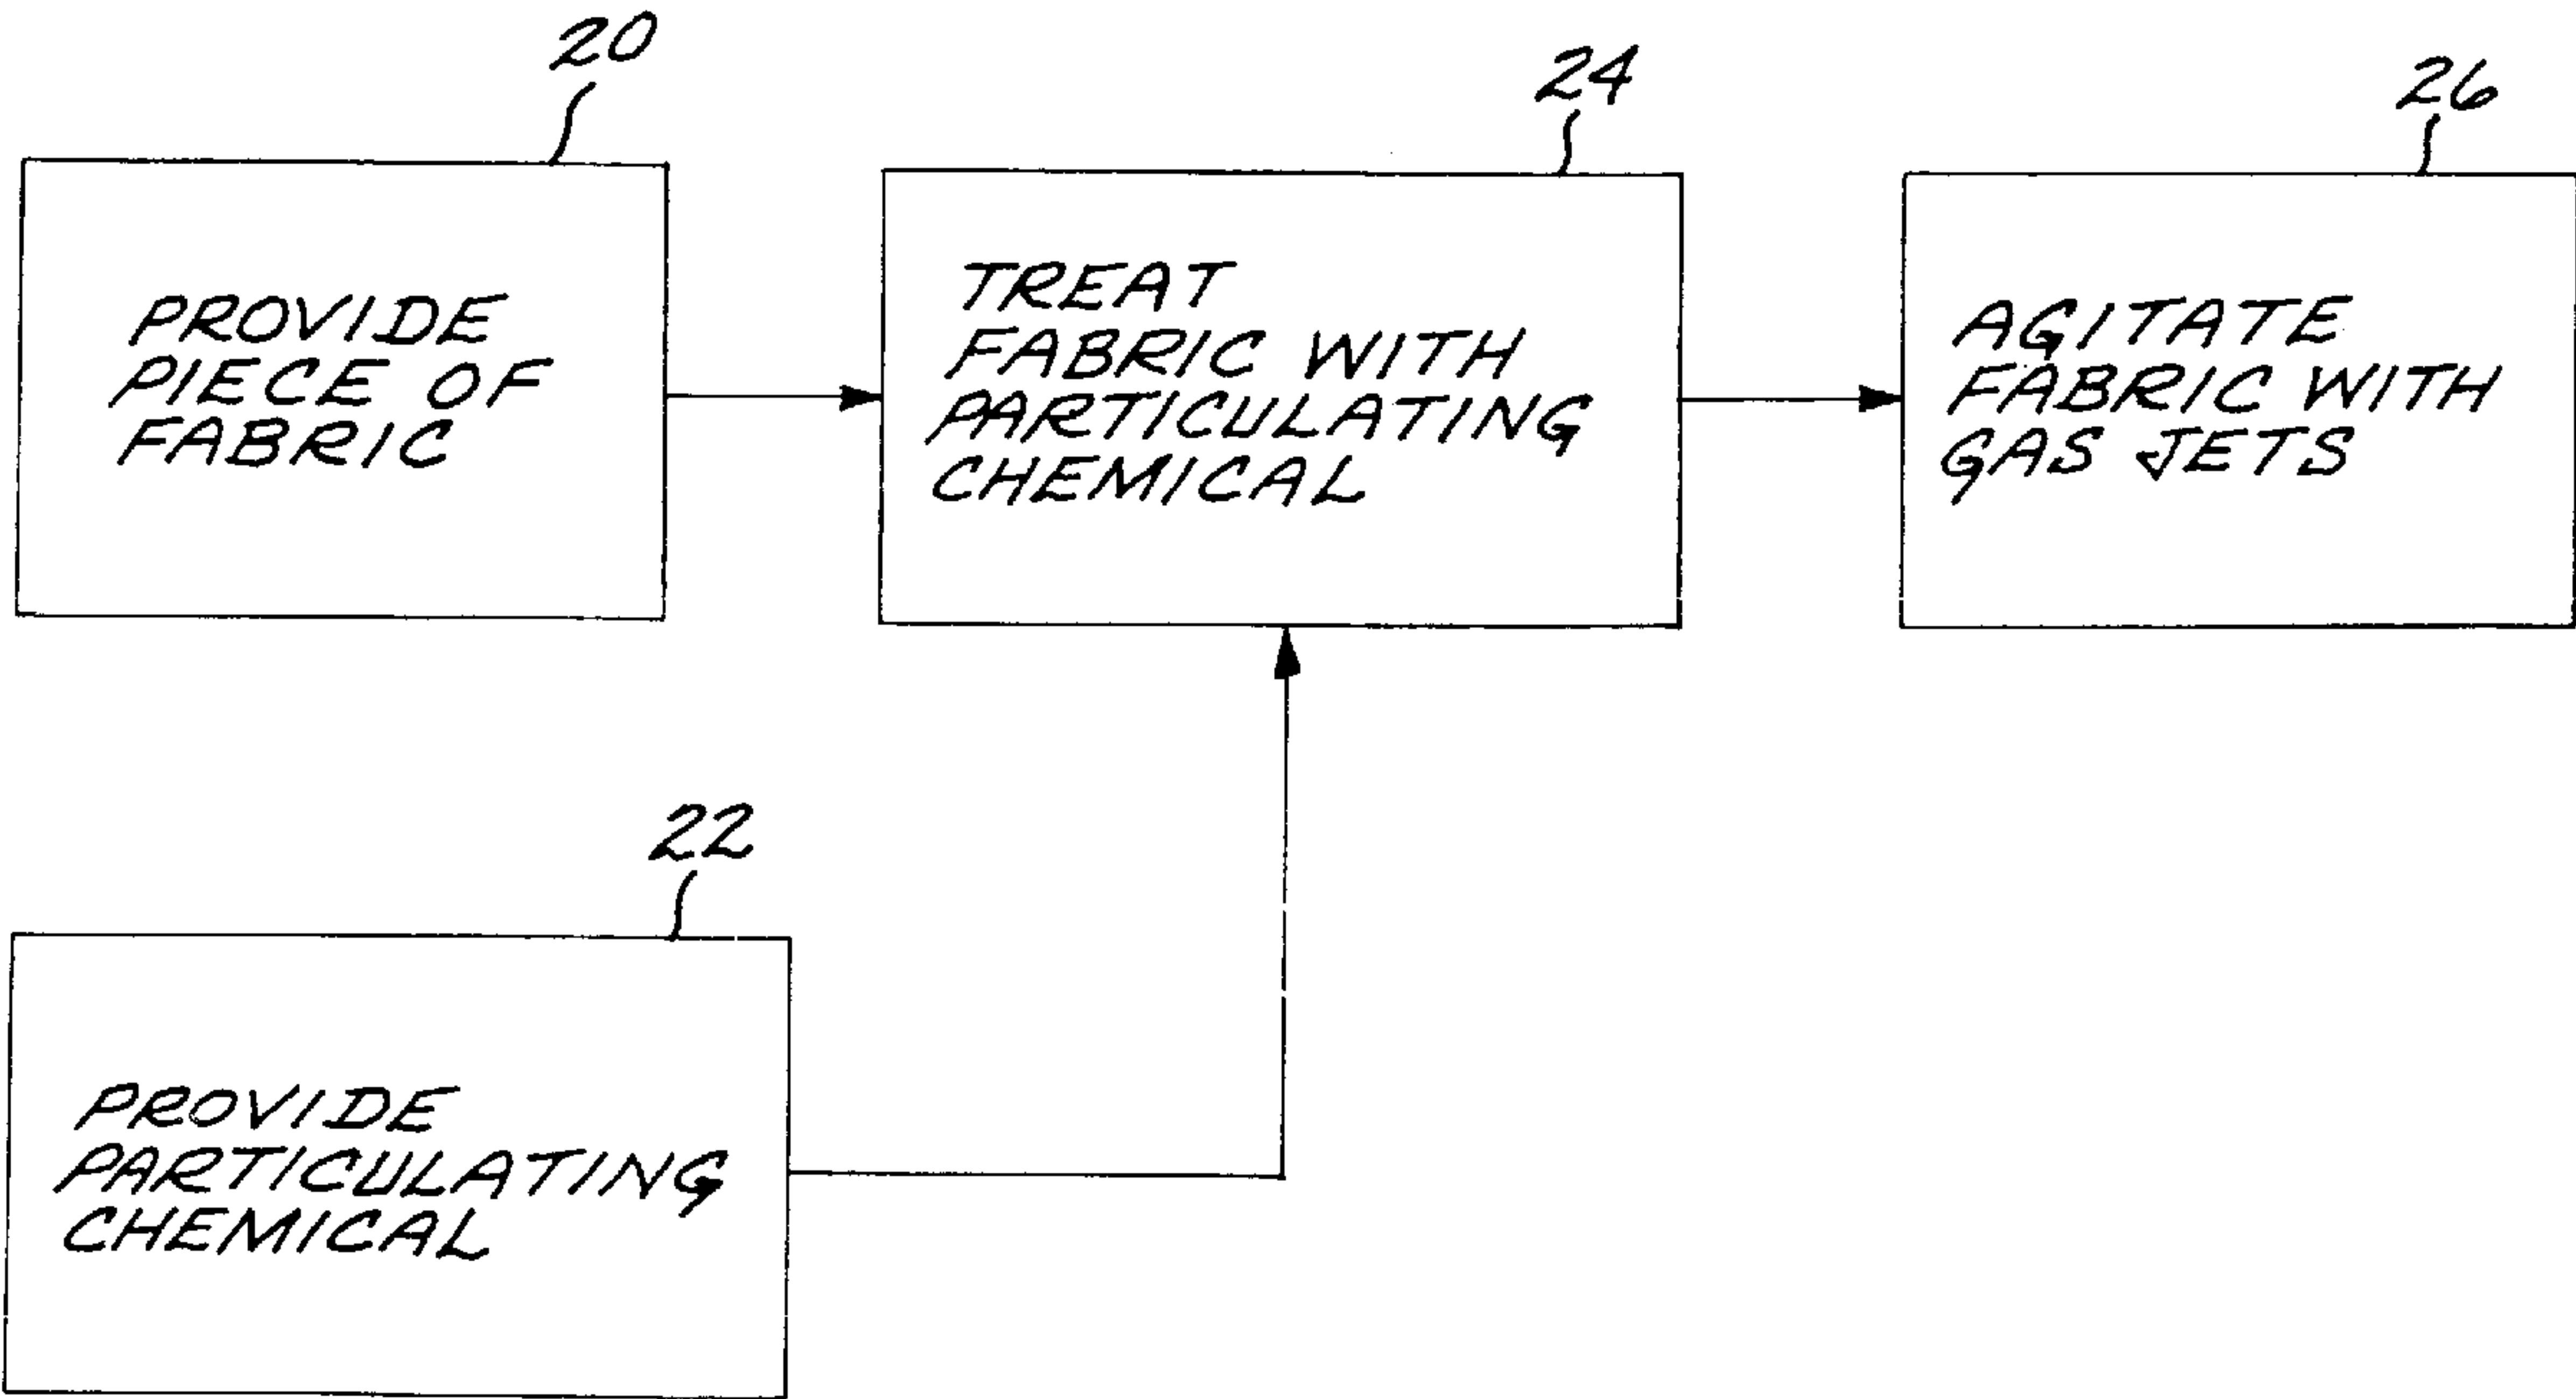 20
PROVIDE
PIECE OF
FABRIC
24
TREAT
FABRIC WITH
PARTICULATING
CHEMICAL
26
AGITATE
FABRIC WITH
GAS JETS
22
PROVIDE
PARTICULATING
CHEMICAL